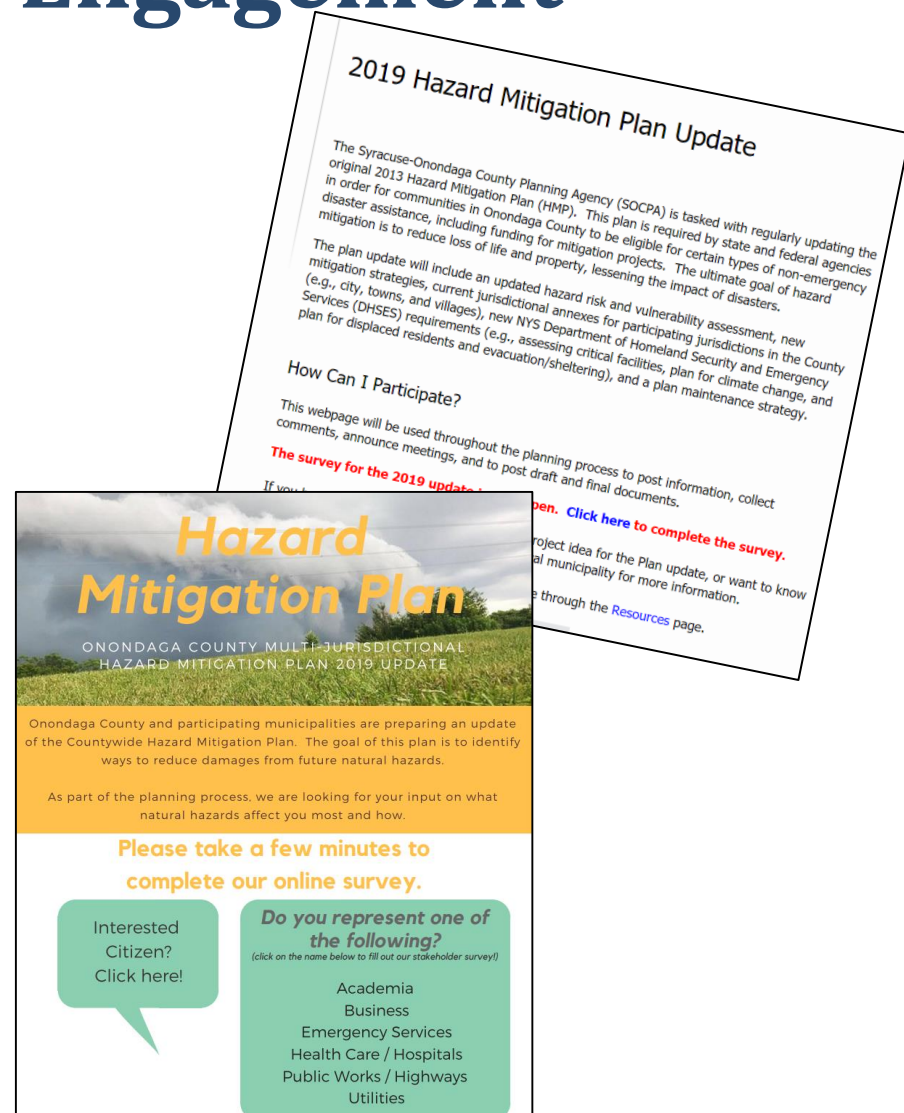 Engagement
2019 Hazard Mitigation Plan Update
The Syracuse-Onondaga County Planning Agency (SOCPA) is tasked with regularly updating the
original 2013 Hazard Mitigation Plan (HMP). This plan is required by state and federal agencies
in order for communities in Onondaga County to be eligible for certain types of non-emergency
disaster assistance, including funding for mitigation projects. The ultimate goal of hazard
mitigation is to reduce loss of life and property, lessening the impact of disasters.
The plan update will include an updated hazard risk and vulnerability assessment, new
mitigation strategies, current jurisdictional annexes for participating jurisdictions in the County
(e.g., city, towns, and villages), new NYS Department of Homeland Security and Emergency
Services (DHSES) requirements (e.g., assessing critical facilities, plan for climate change, and
plan for displaced residents and evacuation/sheltering), and a plan maintenance strategy.
How Can I Participate?
This webpage will be used throughout the planning process to post information, collect
comments, announce meetings, and to post draft and final documents.
The survey for the 2019 update open. Click here to complete the survey.
If you project idea for the Plan update, or want to know
municipality for more information.
through the Resources page.
Hazard
Mitigation Plan
ONONDAGA COUNTY MULTI-JURISDICTIONAL
HAZARD MITIGATION PLAN 2019 UPDATE
Onondaga County and participating municipalities are preparing an update
of the Countywide Hazard Mitigation Plan. The goal of this plan is to identify
ways to reduce damages from future natural hazards.
As part of the planning process, we are looking for your input on what
natural hazards affect you most and how.
Please take a few minutes to
complete our online survey.
Interested
Citizen?
Click here!
Do you represent one of
the following?
(click on the name below to fill out our stakeholder survey!)
Academia
Business
Emergency Services
Health Care / Hospitals
Public Works / Highways
Utilities